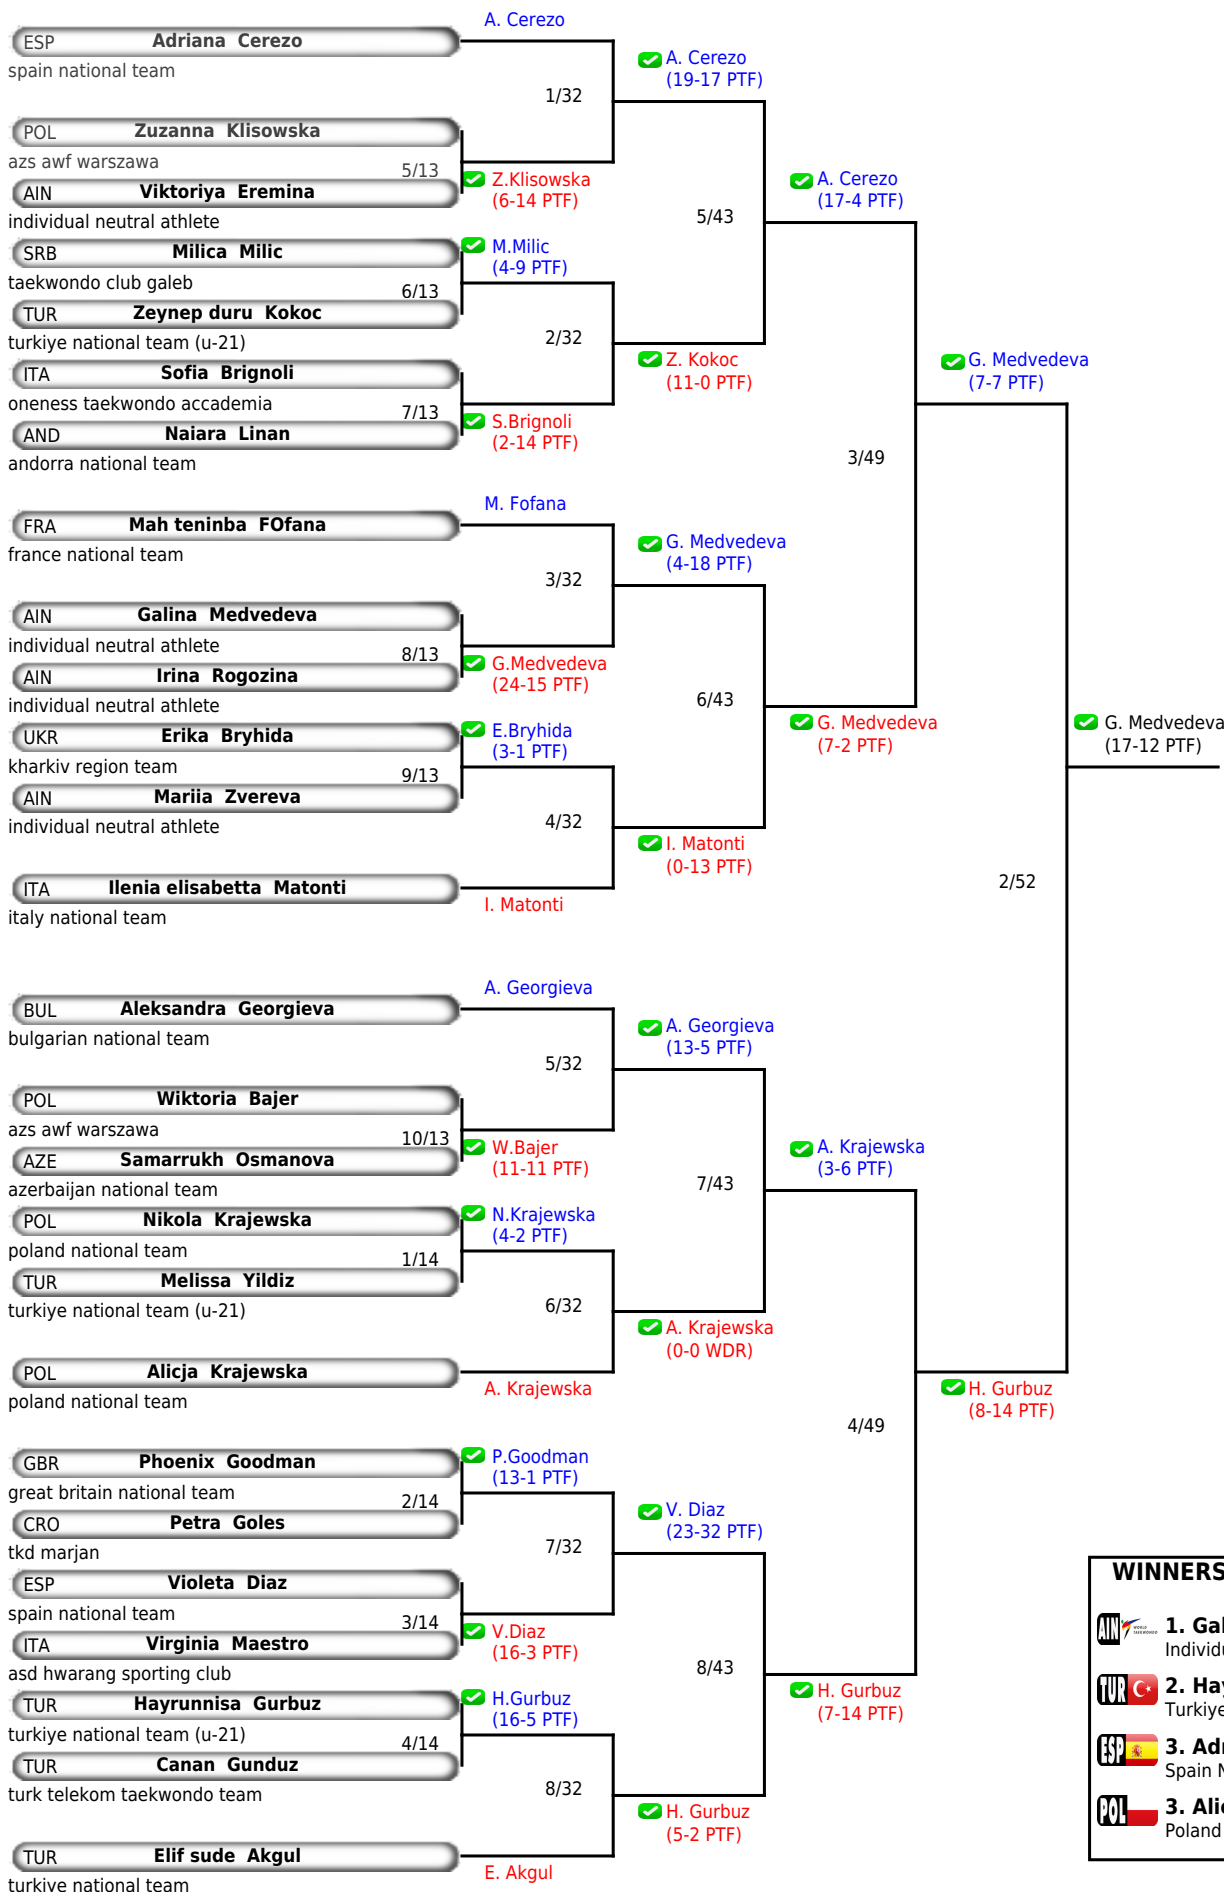 A. Cerezo
ESP Adriana Cerezo
spain national team
A. Cerezo
(19-17 PTF)
1/32
POL Zuzanna Klisowska
azs awf warszawa
5/13
Z.Klisowska
(6-14 PTF)
AIN Viktoriya Eremina
individual neutral athlete
A. Cerezo
(17-4 PTF)
5/43
SRB Milica Milic
taekwondo club galeb
M.Milic
(4-9 PTF)
6/13
TUR Zeynep duru Kokoc
turkiye national team (u-21)
2/32
Z. Kokoc
(11-0 PTF)
ITA Sofia Brignoli
oneness taekwondo accademia
7/13
S.Brignoli
(2-14 PTF)
AND Naiara Linan
andorra national team
G. Medvedeva
(7-7 PTF)
3/49
M. Fofana
FRA Mah teninba FOfana
france national team
G. Medvedeva
(4-18 PTF)
3/32
AIN Galina Medvedeva
individual neutral athlete
8/13
G.Medvedeva
(24-15 PTF)
AIN Irina Rogozina
individual neutral athlete
6/43
G. Medvedeva
(7-2 PTF)
G. Medvedeva
(17-12 PTF)
UKR Erika Bryhida
kharkiv region team
E.Bryhida
(3-1 PTF)
9/13
AIN Mariia Zvereva
individual neutral athlete
4/32
I. Matonti
(0-13 PTF)
ITA Ilenia elisabetta Matonti
italy national team
I. Matonti
2/52
A. Georgieva
BUL Aleksandra Georgieva
bulgarian national team
A. Georgieva
(13-5 PTF)
5/32
POL Wiktoria Bajer
azs awf warszawa
10/13
W.Bajer
(11-11 PTF)
AZE Samarrukh Osmanova
azerbaijan national team
A. Krajewska
(3-6 PTF)
7/43
POL Nikola Krajewska
poland national team
N.Krajewska
(4-2 PTF)
1/14
TUR Melissa Yildiz
turkiye national team (u-21)
6/32
A. Krajewska
(0-0 WDR)
POL Alicja Krajewska
poland national team
A. Krajewska
H. Gurbuz
(8-14 PTF)
4/49
GBR Phoenix Goodman
great britain national team
P.Goodman
(13-1 PTF)
2/14
CRO Petra Goles
tkd marjan
V. Diaz
(23-32 PTF)
7/32
ESP Violeta Diaz
spain national team
3/14
V.Diaz
(16-3 PTF)
ITA Virginia Maestro
asd hwarang sporting club
8/43
H. Gurbuz
(7-14 PTF)
TUR Hayrunnisa Gurbuz
turkiye national team (u-21)
H.Gurbuz
(16-5 PTF)
4/14
TUR Canan Gunduz
turk telekom taekwondo team
8/32
H. Gurbuz
(5-2 PTF)
TUR Elif sude Akgul
turkiye national team
E. Akgul
WINNERS
AIN 1. Gal
Individu
TUR 2. Hay
Turkiye
ESP 3. Adr
Spain N
POL 3. Alic
Poland